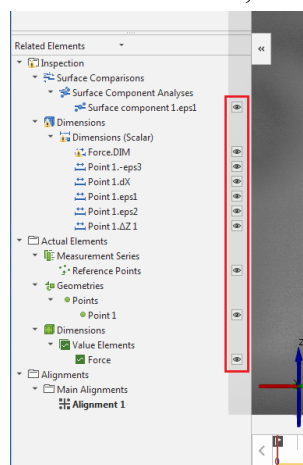 Related Elements
«
Inspection
Surface Comparisons
Surface Component Analyses
Surface component 1.eps1
Dimensions
Dimensions (Scalar)
Force.DIM
Point 1.-eps3
Point 1.dX
Point 1.eps1
Point 1.eps2
Point 1.ΔZ 1
Actual Elements
Measurement Series
Reference Points
Geometries
Points
Point 1
Dimensions
Value Elements
Force
Alignments
Main Alignments
Alignment 1
Z
0